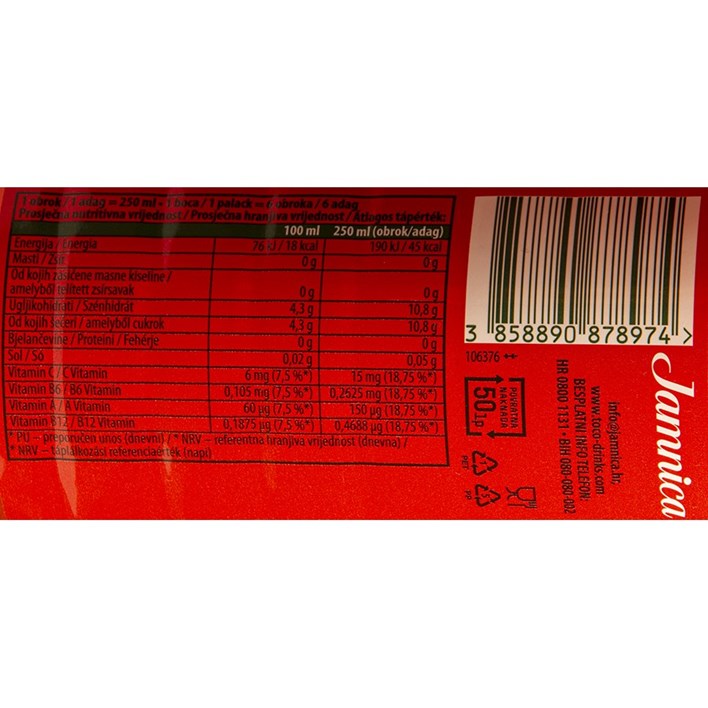 1 obrok / 1 adag = 250 ml - 1 boca / 1 palack = 6 obroka / 6 adag
Prosječna nutritivna vrijednost / Prosječna hranjiva vrijednost / Átlagos tápérték:
100 ml 250 ml (obrok/adag)
Energija / Energia 76 kJ / 18 kcal 190 kJ / 45 kcal
Masti / Zsír 0 g 0 g
Od kojih zasićene masne kiseline /
amelyből telített zsírsavak 0 g 0 g
Ugljikohidrati / Szénhidrát 4,3 g 10,8 g
Od kojih šećeri / amelyből cukrok 4,3 g 10,8 g
Bjelančevine / Proteini / Fehérje 0 g 0 g
Sol / Só 0,02 g 0,05 g
Vitamin C / C Vitamin 6 mg (7,5 %*) 15 mg (18,75 %*)
Vitamin B6 / B6 Vitamin 0,105 mg (7,5 %*) 0,2625 mg (18,75 %*)
Vitamin A / A Vitamin 60 µg (7,5 %*) 150 µg (18,75 %*)
Vitamin B12 / B12 Vitamin 0,1875 µg (7,5 %*) 0,4688 µg (18,75 %*)
* PU – preporučen unos (dnevni) / * NRV – referentna hranjiva vrijednost (dnevna) /
* NRV – táplálkozási referenciaérték (napi)
3 858890 878974 >
106376
POVRATNA
NAKNADA
50 lp
1
PET
5
PP
info@jamnica.hr,
www.toco-drinks.com
BESPLATNI INFO TELEFON:
HR 0800 1131 • BIH 080-080-002
Jamnica